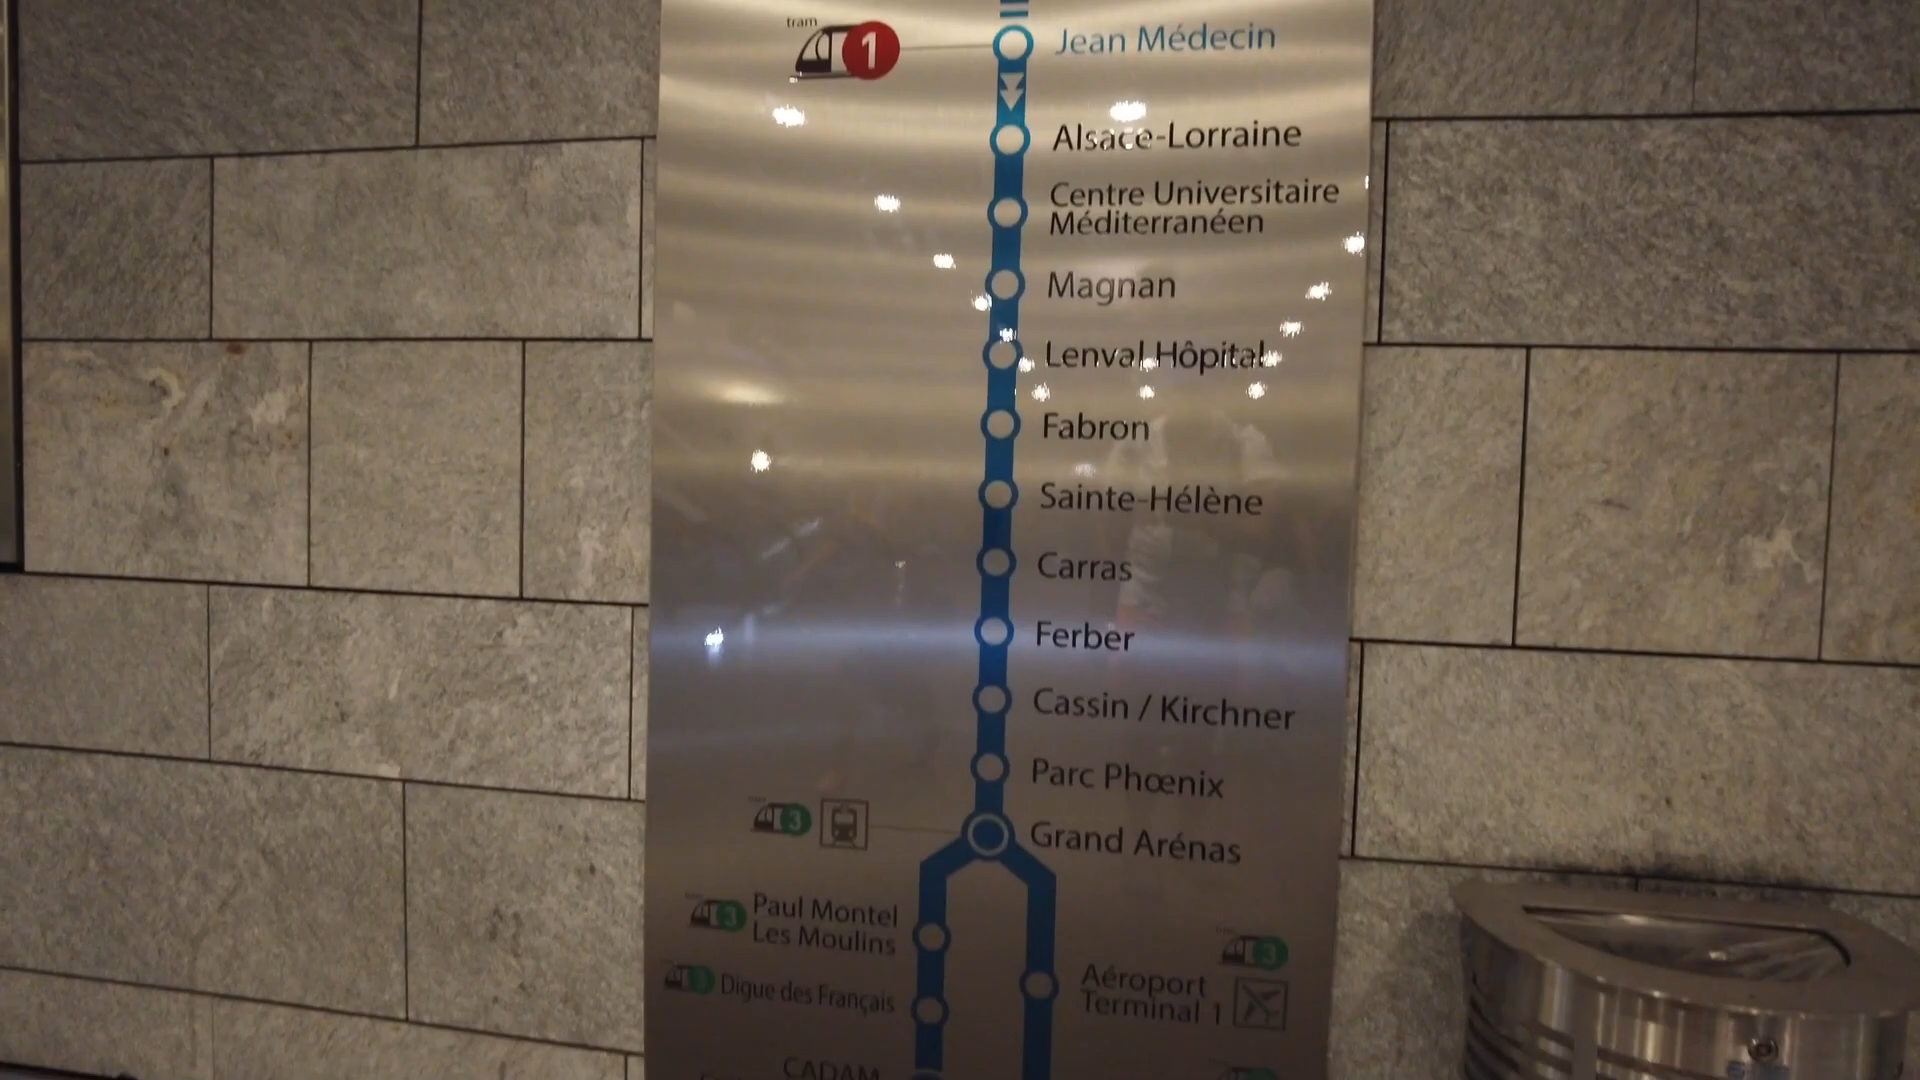 tram
1
Jean Médecin
Alsace-Lorraine
Centre Universitaire
Méditerranéen
Magnan
Lenval Hôpital
Fabron
Sainte-Hélène
Carras
Ferber
Cassin / Kirchner
Parc Phœnix
3
Grand Arénas
3
Paul Montel
Les Moulins
3
Digue des Français
3
Aéroport
Terminal 1
CADAM